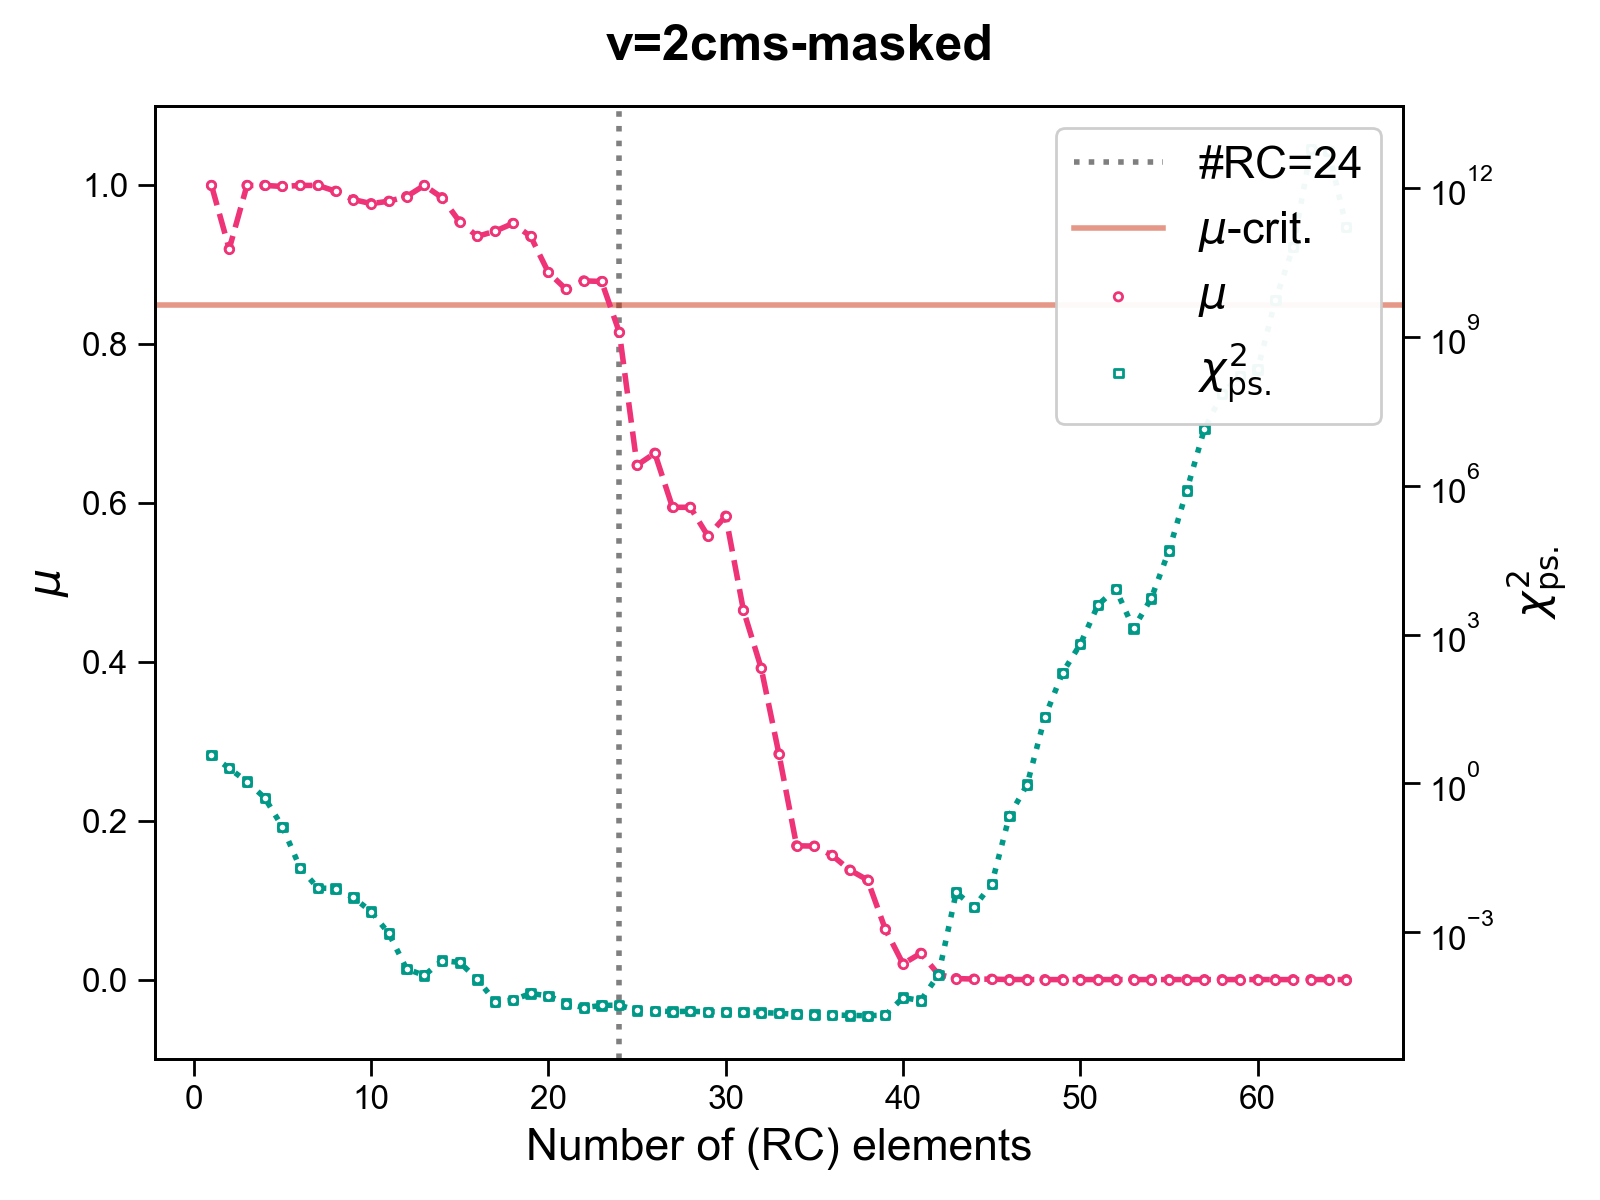 v=2cms-masked
#RC=24
μ-crit.
μ
χ²ps.
1.0
0.8
0.6
0.4
0.2
0.0
μ
10¹²
10⁹
10⁶
10³
10⁰
10⁻³
χ²ps.
0 10 20 30 40 50 60
Number of (RC) elements